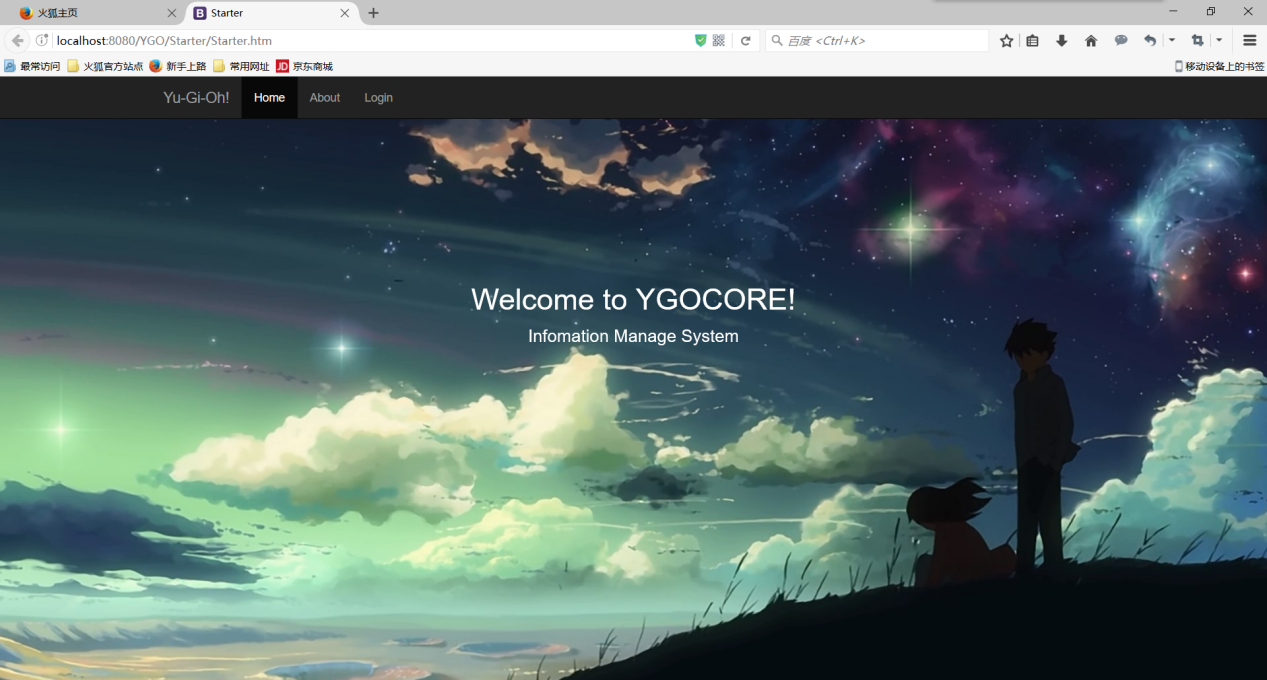 火狐主页
B Starter
localhost:8080/YGO/Starter/Starter.htm
百度 <Ctrl+K>
最常访问 火狐官方站点 新手上路 常用网址 JD 京东商城 移动设备上的书签
Yu-Gi-Oh! Home About Login
Welcome to YGOCORE!
Infomation Manage System